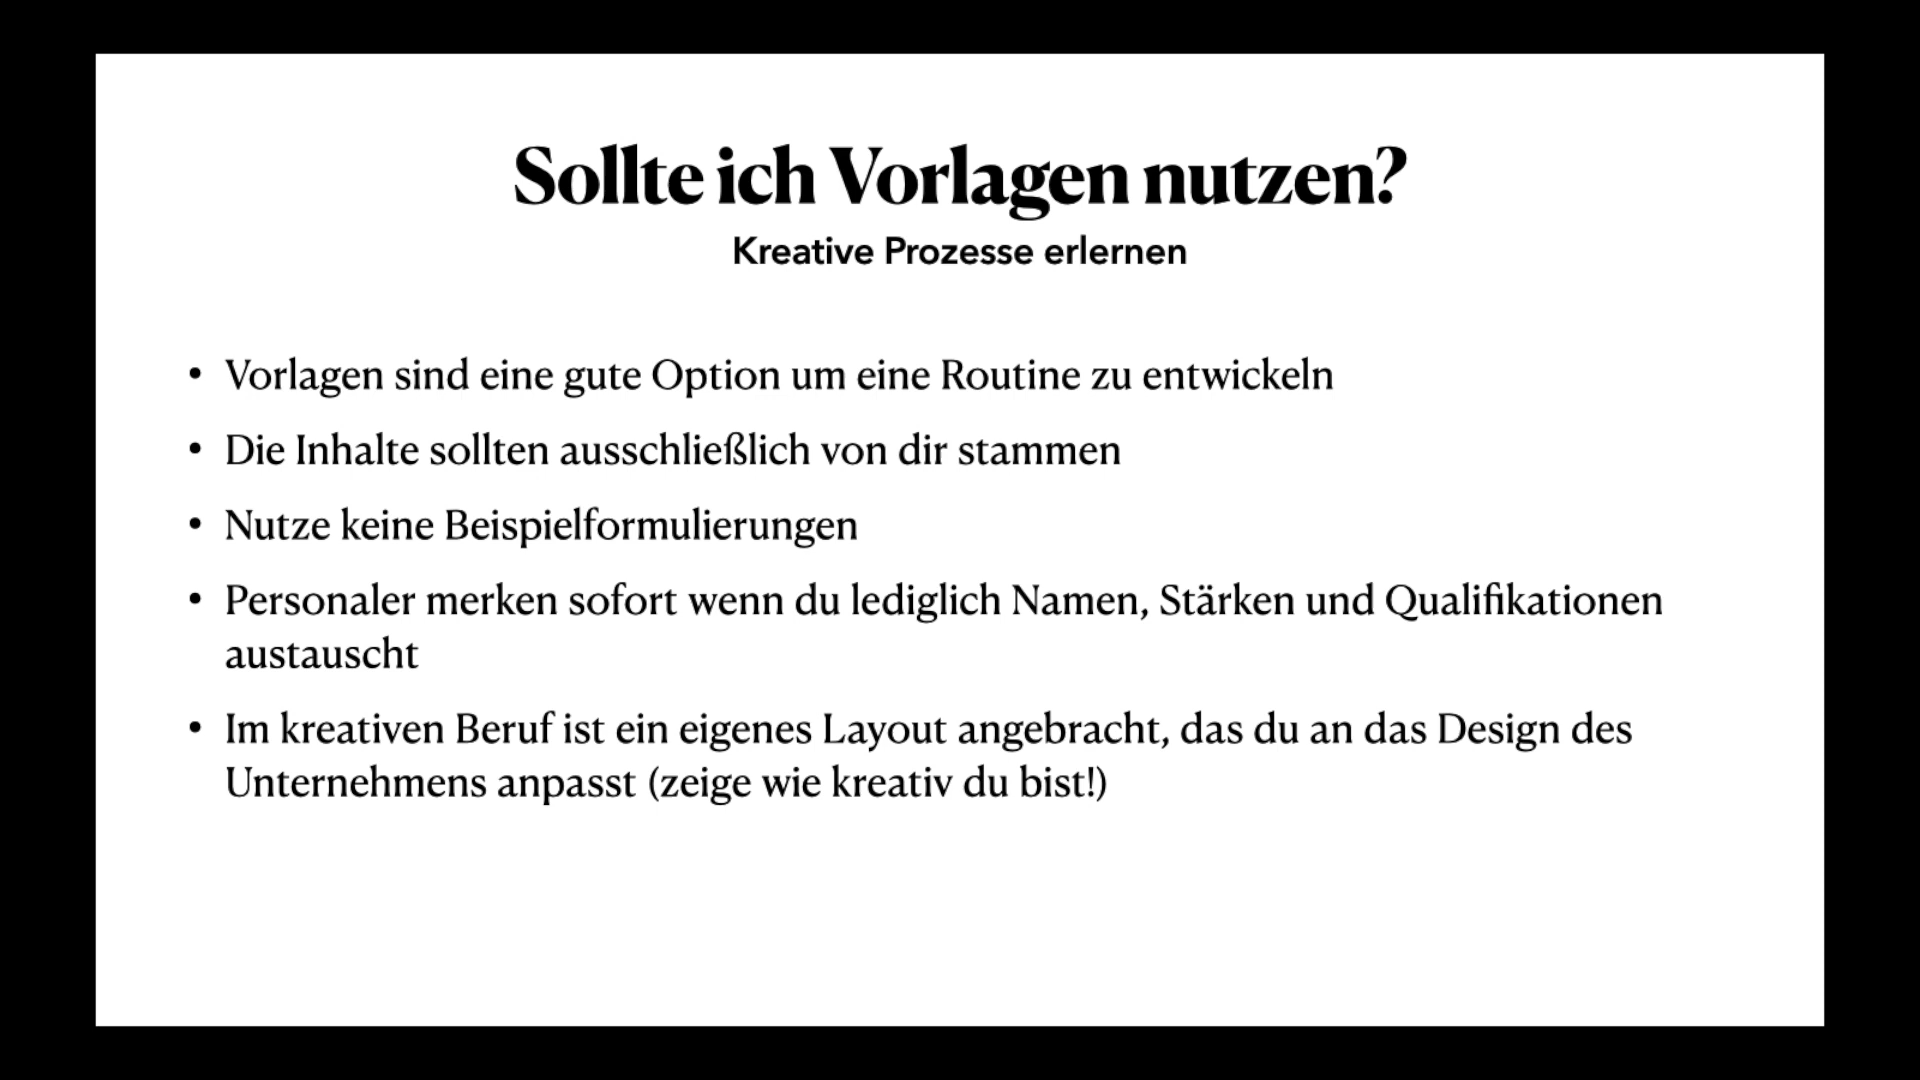 Sollte ich Vorlagen nutzen?
Kreative Prozesse erlernen
• Vorlagen sind eine gute Option um eine Routine zu entwickeln
• Die Inhalte sollten ausschließlich von dir stammen
• Nutze keine Beispielformulierungen
• Personaler merken sofort wenn du lediglich Namen, Stärken und Qualifikationen
austauscht
• Im kreativen Beruf ist ein eigenes Layout angebracht, das du an das Design des
Unternehmens anpasst (zeige wie kreativ du bist!)